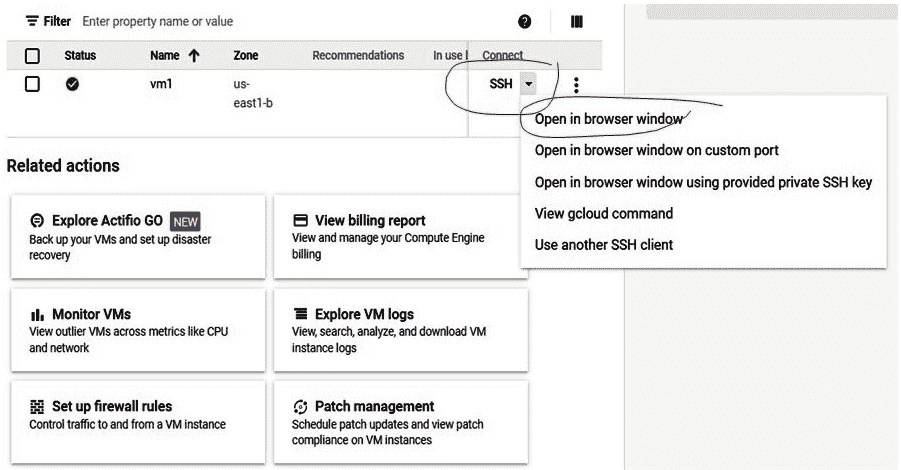 Filter Enter property name or value
Status Name Zone Recommendations In use Connect
vm1 us-east1-b SSH
Open in browser window
Open in browser window on custom port
Open in browser window using provided private SSH key
View gcloud command
Use another SSH client
Related actions
Explore Actifio GO NEW
Back up your VMs and set up disaster
recovery
View billing report
View and manage your Compute Engine
billing
Monitor VMs
View outlier VMs across metrics like CPU
and network
Explore VM logs
View, search, analyze, and download VM
instance logs
Set up firewall rules
Control traffic to and from a VM instance
Patch management
Schedule patch updates and view patch
compliance on VM instances